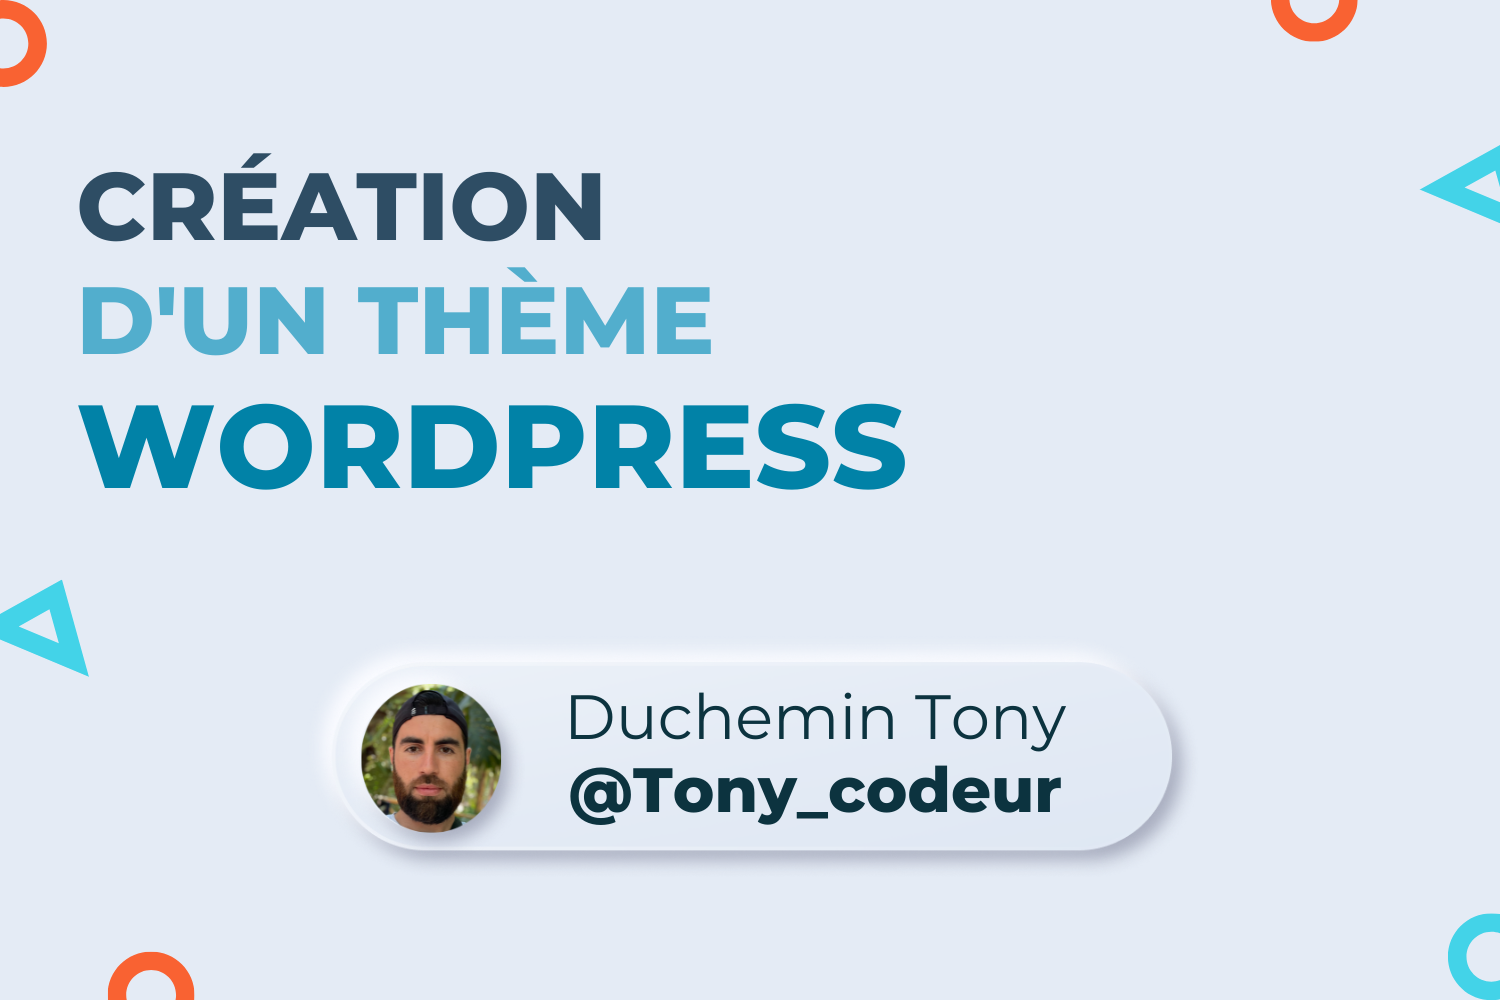 CRÉATION
D'UN THÈME
WORDPRESS
Duchemin Tony
@Tony_codeur